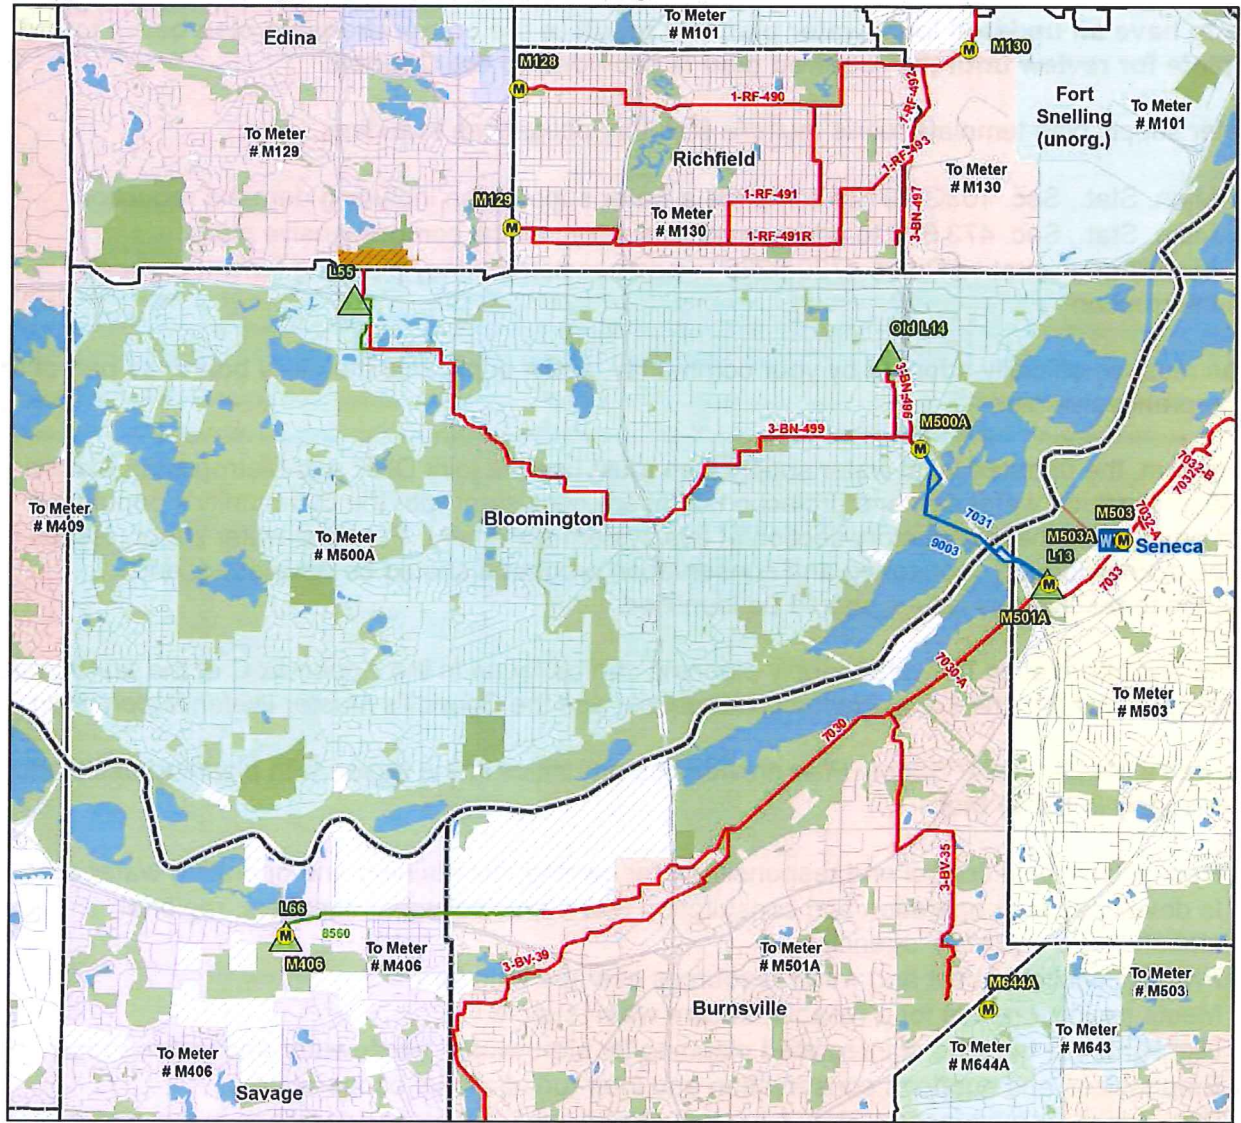 To Meter
# M101
Edina
M128
M130
1-RF-490
1-RF-492
Fort
Snelling
(unorg.)
To Meter
# M101
To Meter
# M129
Richfield
1-RF-493
To Meter
# M130
1-RF-491
M129
To Meter
# M130
1-RF-491R
3-BN-497
L55
Old L14
3-BN-498
3-BN-499
M500A
To Meter
# M409
To Meter
# M500A
Bloomington
7031
9003
7032-B
7032
7032-A
M503
M503A
W
M
Seneca
L13
7033
M501A
7030-A
To Meter
# M503
7030
3-BV-35
L66
8560
M406
To Meter
# M406
3-BV-39
To Meter
# M501A
M644A
To Meter
# M503
Burnsville
To Meter
# M643
To Meter
# M644A
To Meter
# M406
Savage